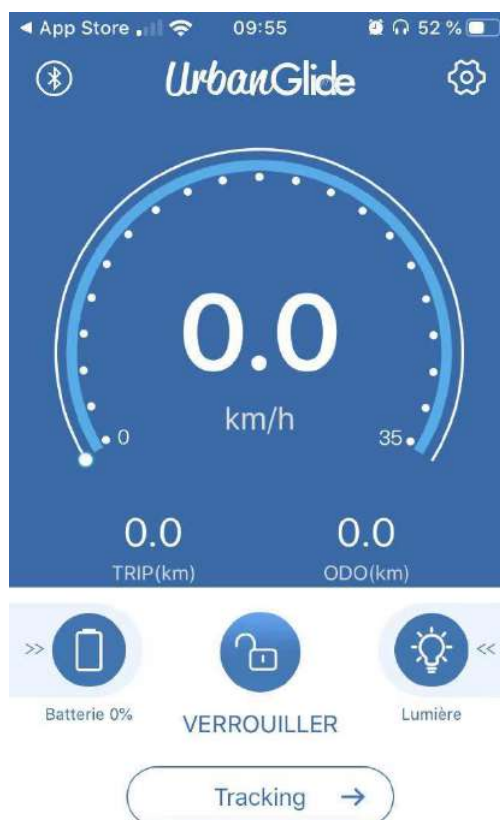 App Store 09:55 52 %
UrbanGlide
0.0
km/h
0 35
0.0 0.0
TRIP(km) ODO(km)
>> <<
Batterie 0% VERROUILLER Lumière
Tracking →